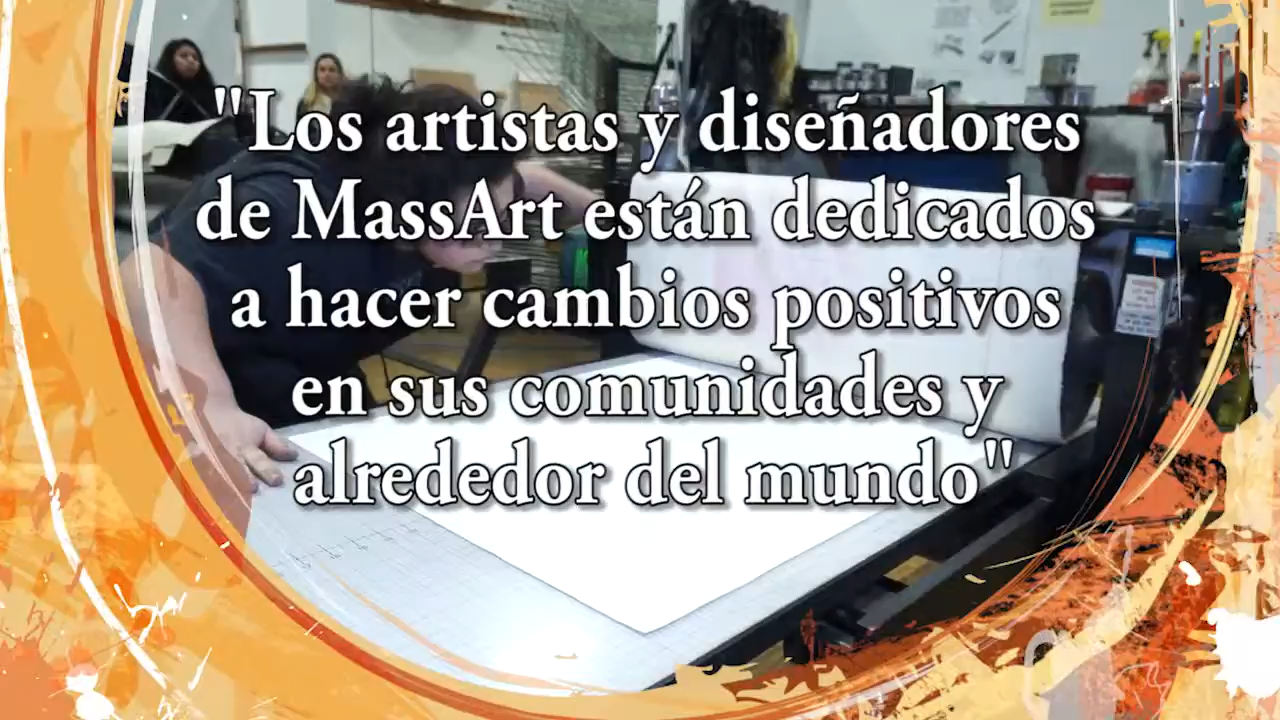 "Los artistas y diseñadores
de MassArt están dedicados
a hacer cambios positivos
en sus comunidades y
alrededor del mundo"